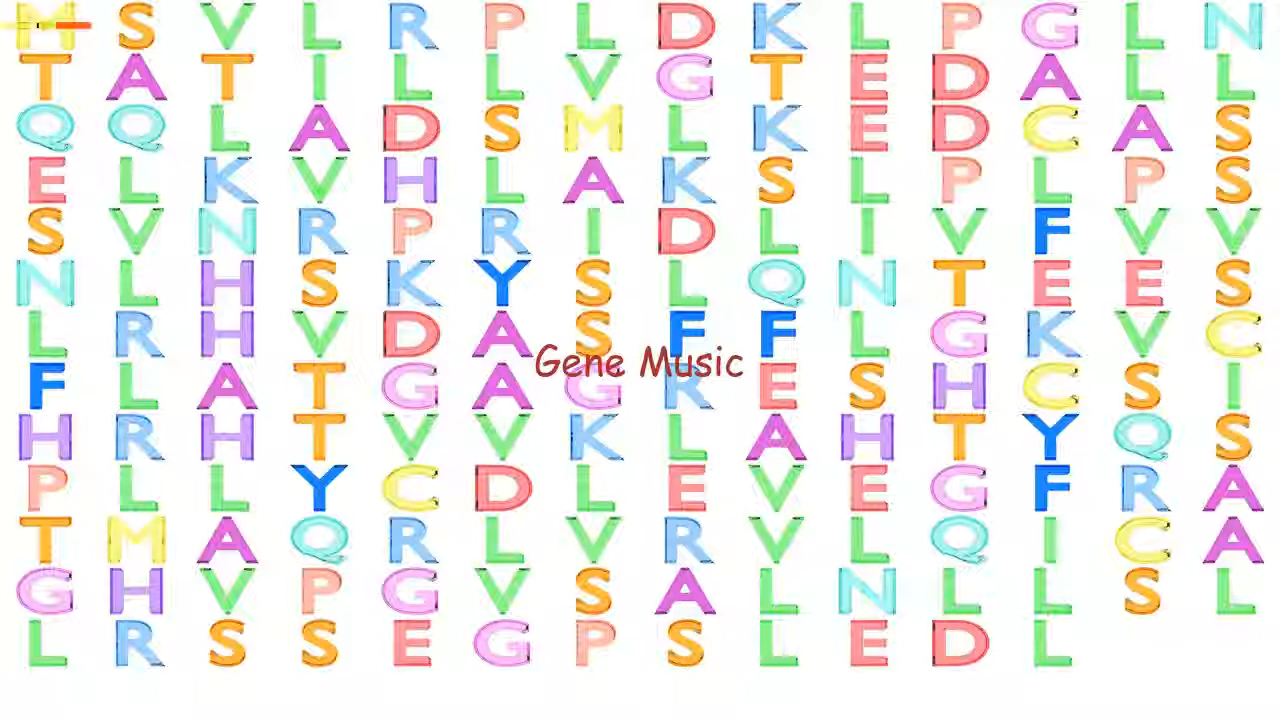 M S V L R P L D K L P G L N
T A T I L L V G T E D A L L
Q Q L A D S M L K E D C A S
E L K V H L A K S L P L P S
S V N R P R I D L I V F V V
N L H S K Y S L Q N T E E S
L R H V D A S F F L G K V C
Gene Music
F L A T G A G R E S H C S I
H R H T V V K L A H T Y Q S
P L L Y C D L E V E G F R A
T M A Q R L V R V L Q I C A
G H V P G V S A L N L L S L
L R S S E G P S L E D L